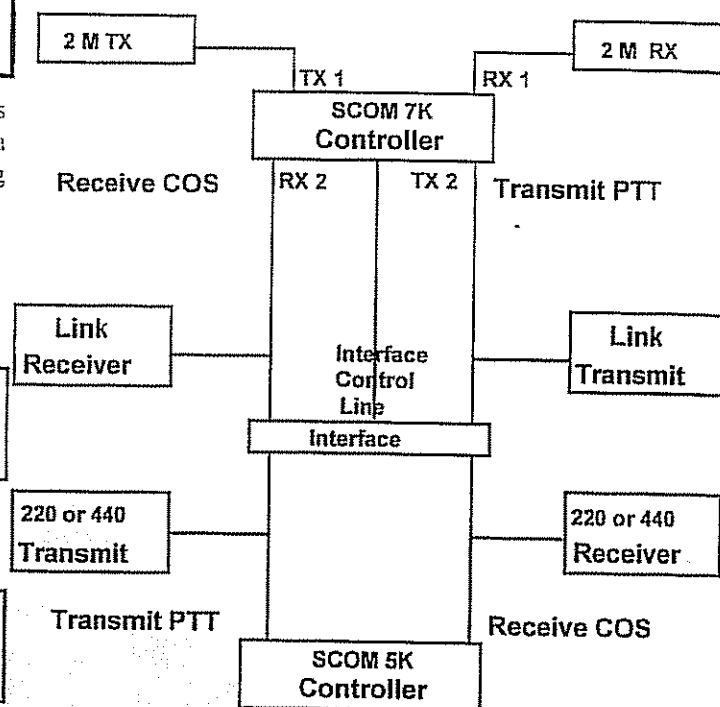 2 M TX
2 M RX
TX 1
RX 1
SCOM 7K
Controller
s
g
Receive COS
RX 2
TX 2
Transmit PTT
Link
Receiver
Interface
Control
Line
Link
Transmit
Interface
220 or 440
Transmit
220 or 440
Receiver
Transmit PTT
Receive COS
SCOM 5K
Controller